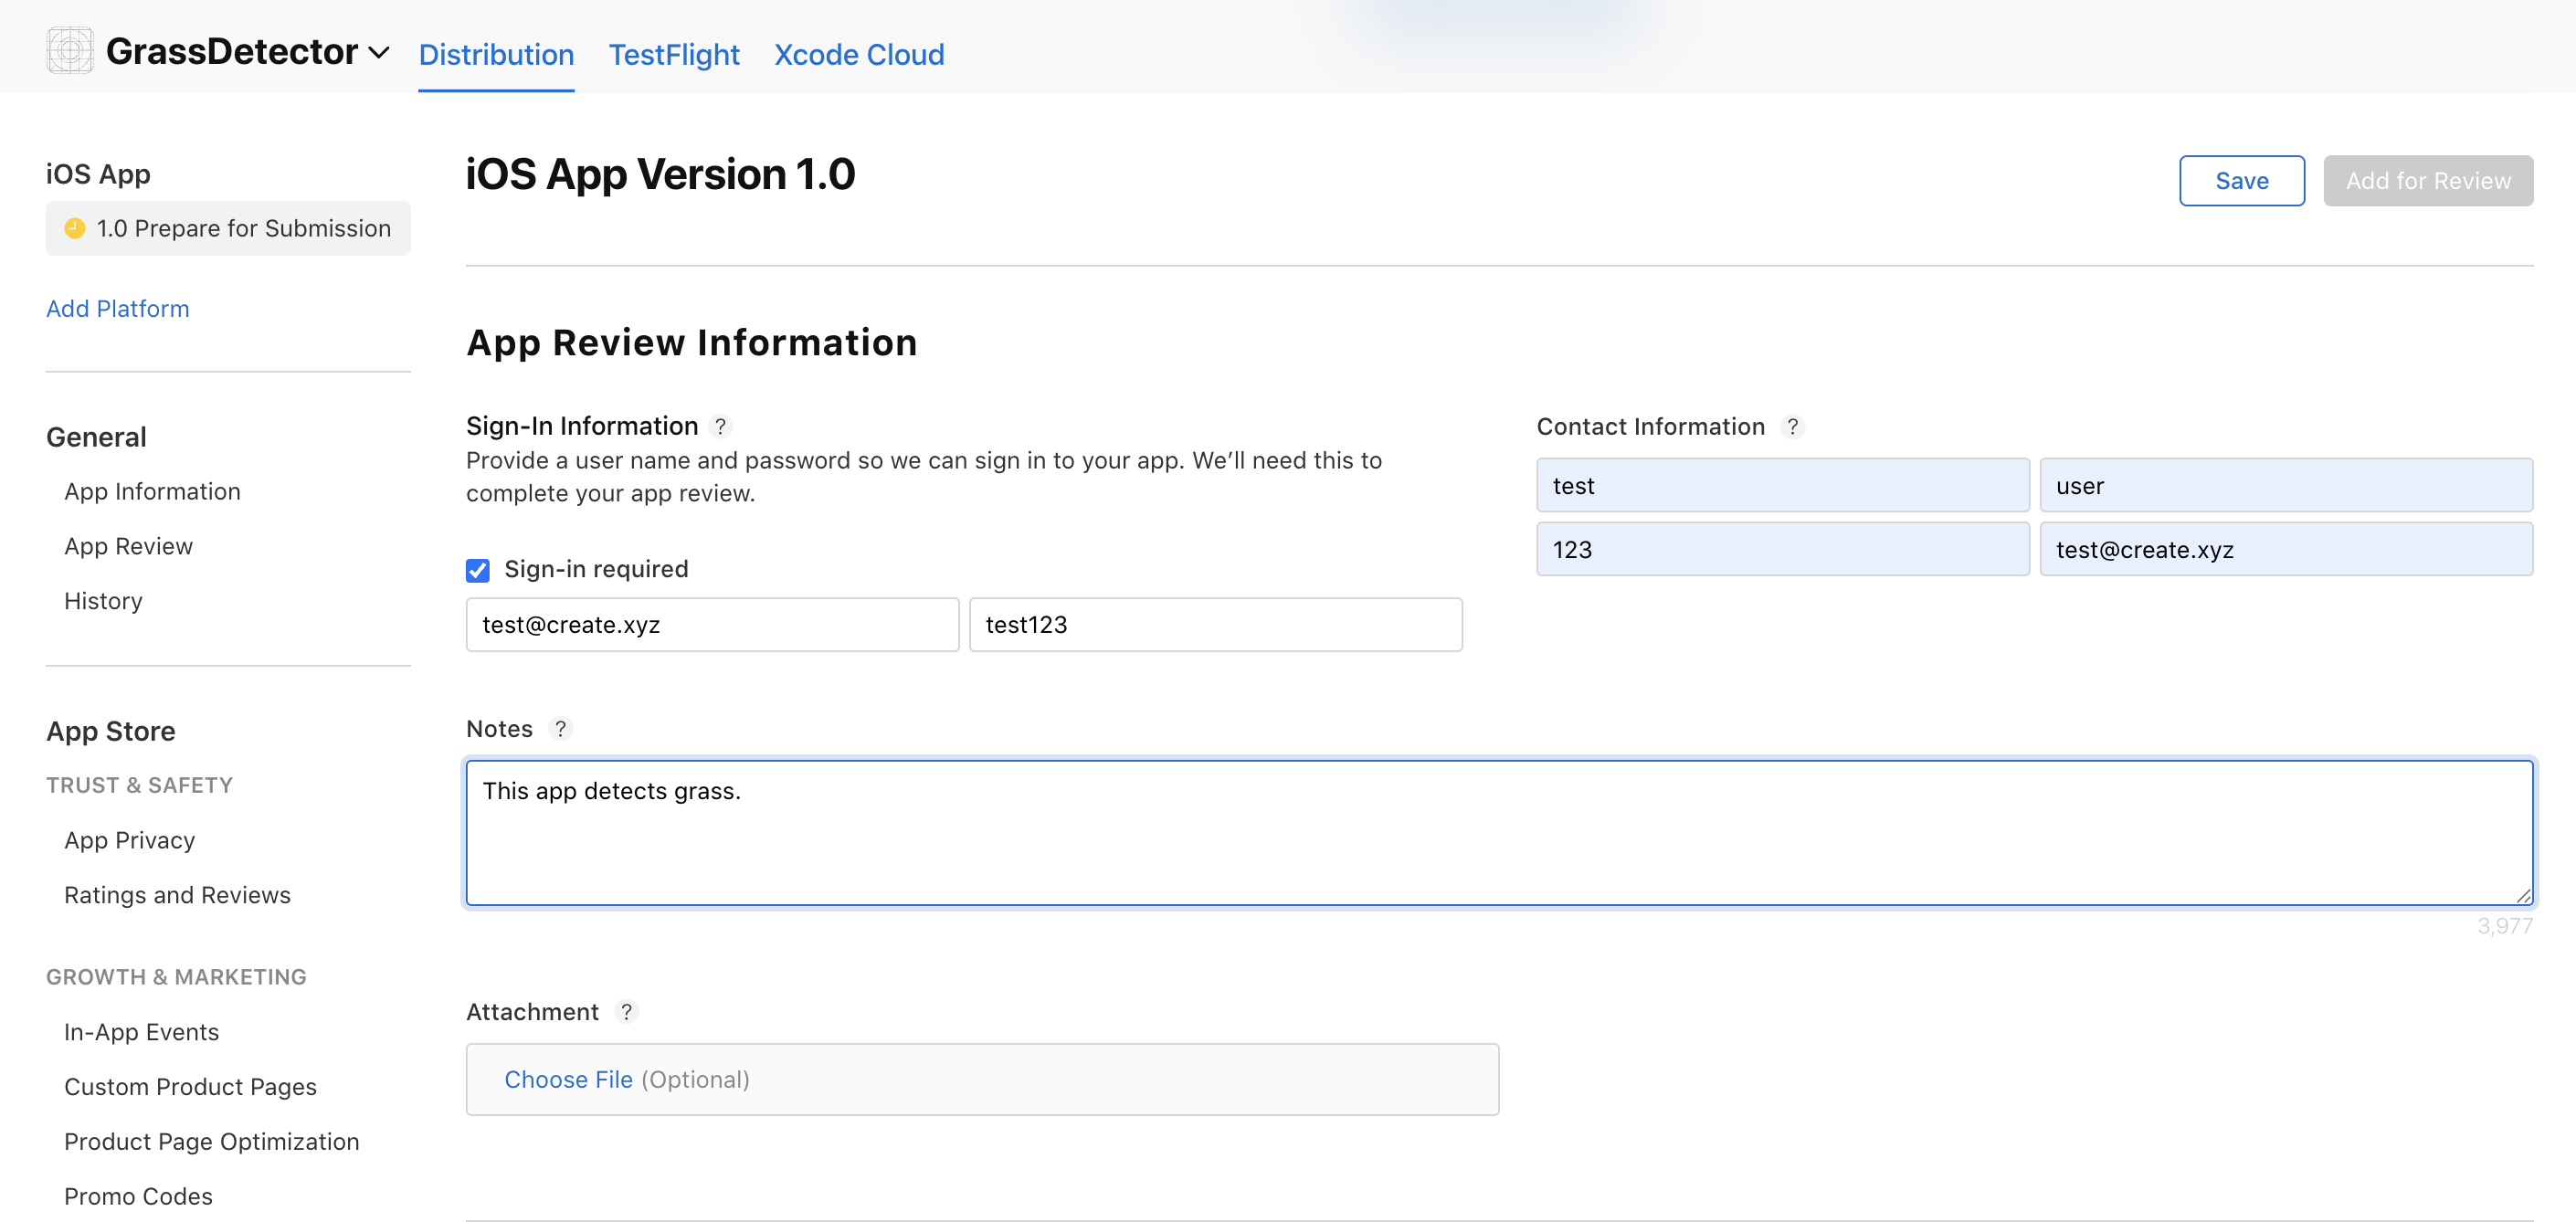 GrassDetector
Distribution
TestFlight
Xcode Cloud
iOS App
1.0 Prepare for Submission
Add Platform
General
App Information
App Review
History
App Store
TRUST & SAFETY
App Privacy
Ratings and Reviews
GROWTH & MARKETING
In-App Events
Custom Product Pages
Product Page Optimization
Promo Codes
iOS App Version 1.0
Save
Add for Review
App Review Information
Sign-In Information ?
Provide a user name and password so we can sign in to your app. We’ll need this to
complete your app review.
Sign-in required
test@create.xyz
test123
Contact Information ?
test
user
123
test@create.xyz
Notes ?
This app detects grass.
3,977
Attachment ?
Choose File (Optional)